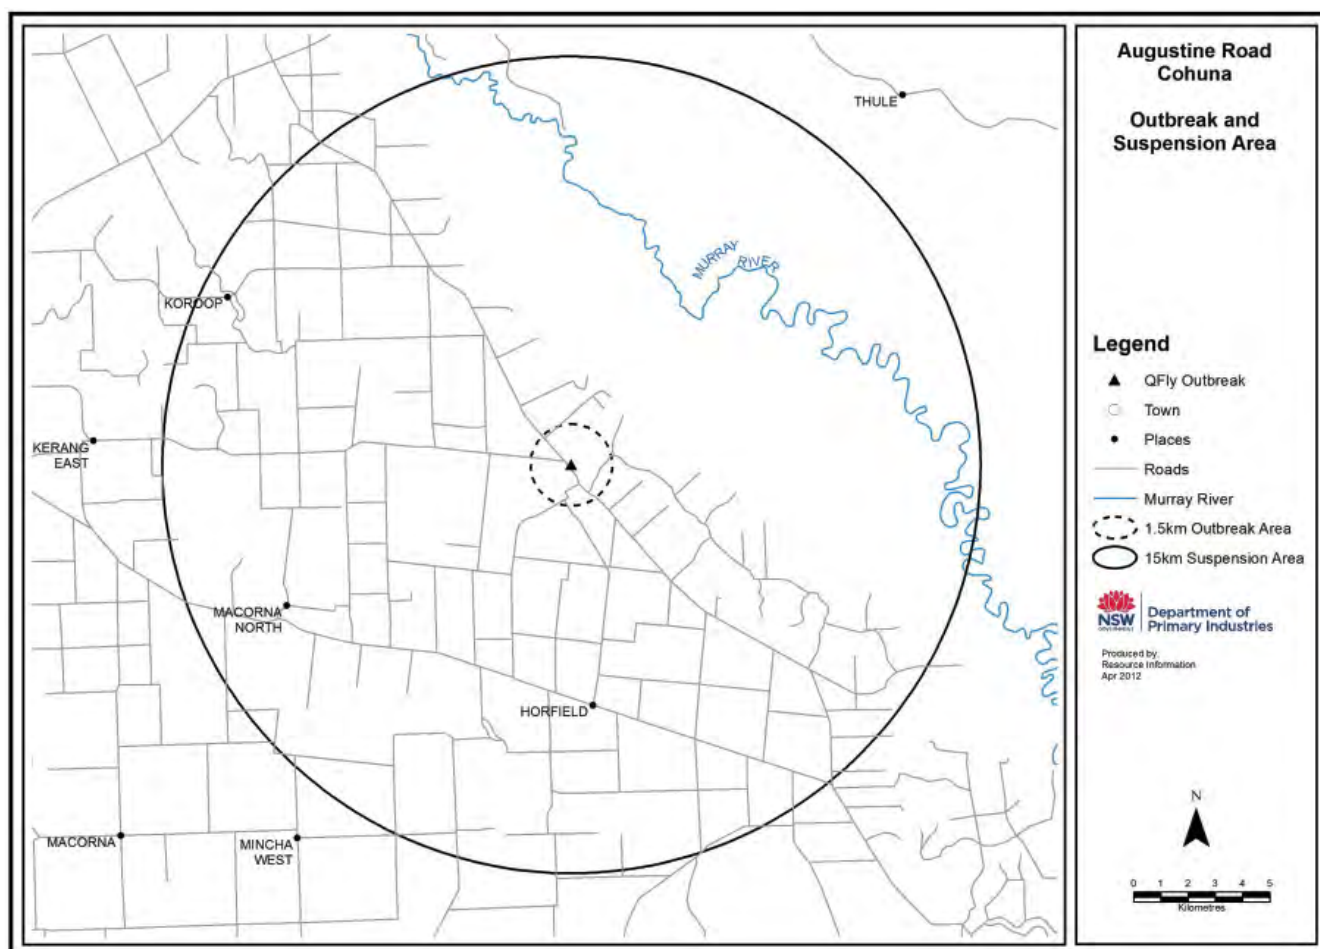 Augustine Road
Cohuna
Outbreak and
Suspension Area
THULE
MURRAY
RIVER
KOROOP
KERANG
EAST
MACORNA
NORTH
HORFIELD
MACORNA
MINCHA
WEST
Legend
QFly Outbreak
Town
Places
Roads
Murray River
1.5km Outbreak Area
15km Suspension Area
NSW
GOVERNMENT
Department of
Primary Industries
Produced by:
Resource Information
Apr 2012
N
0 1 2 3 4 5
Kilometres